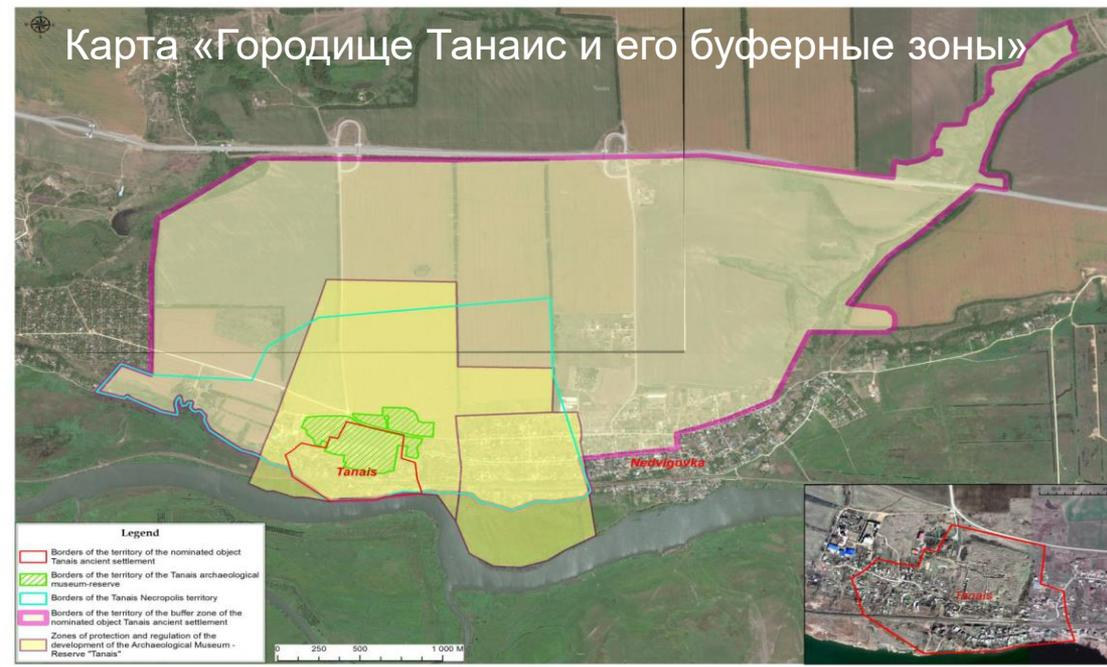 Карта «Городище Танаис и его буферные зоны»
Tanais
Nedvigovka
Legend
Borders of the territory of the nominated object
Tanais ancient settlement
Borders of the territory of the Tanais archaeological
museum-reserve
Borders of the Tanais Necropolis territory
Borders of the territory of the buffer zone of the
nominated object Tanais ancient settlement
Zones of protection and regulation of the
development of the Archaeological Museum -
Reserve "Tanais"
0 250 500 1 000 M
Tanais